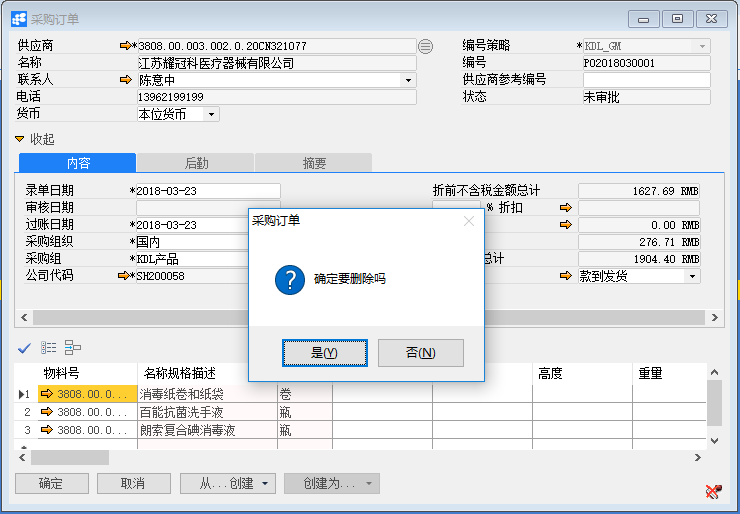 采购订单
供应商 *3808.00.003.002.0.20CN321077 编号策略 *KDL_GM
名称 江苏耀冠科医疗器械有限公司 编号 PO2018030001
联系人 陈意中 供应商参考编号
电话 13962199199 状态 未审批
货币 本位货币
收起
内容 后勤 摘要
录单日期 *2018-03-23 折前不含税金额总计 1627.69 RMB
审核日期 % 折扣
过账日期 *2018-03-23 0.00 RMB
采购组织 *国内 276.71 RMB
采购组 *KDL产品 总计 1904.40 RMB
公司代码 *SH200058 款到发货
采购订单
确定要删除吗
是(Y) 否(N)
物料号 名称规格描述 高度 重量
1 3808.00.0... 消毒纸卷和纸袋 卷
2 3808.00.0... 百能抗菌洗手液 瓶
3 3808.00.0... 朗索复合碘消毒液 瓶
确定 取消 从...创建 创建为...